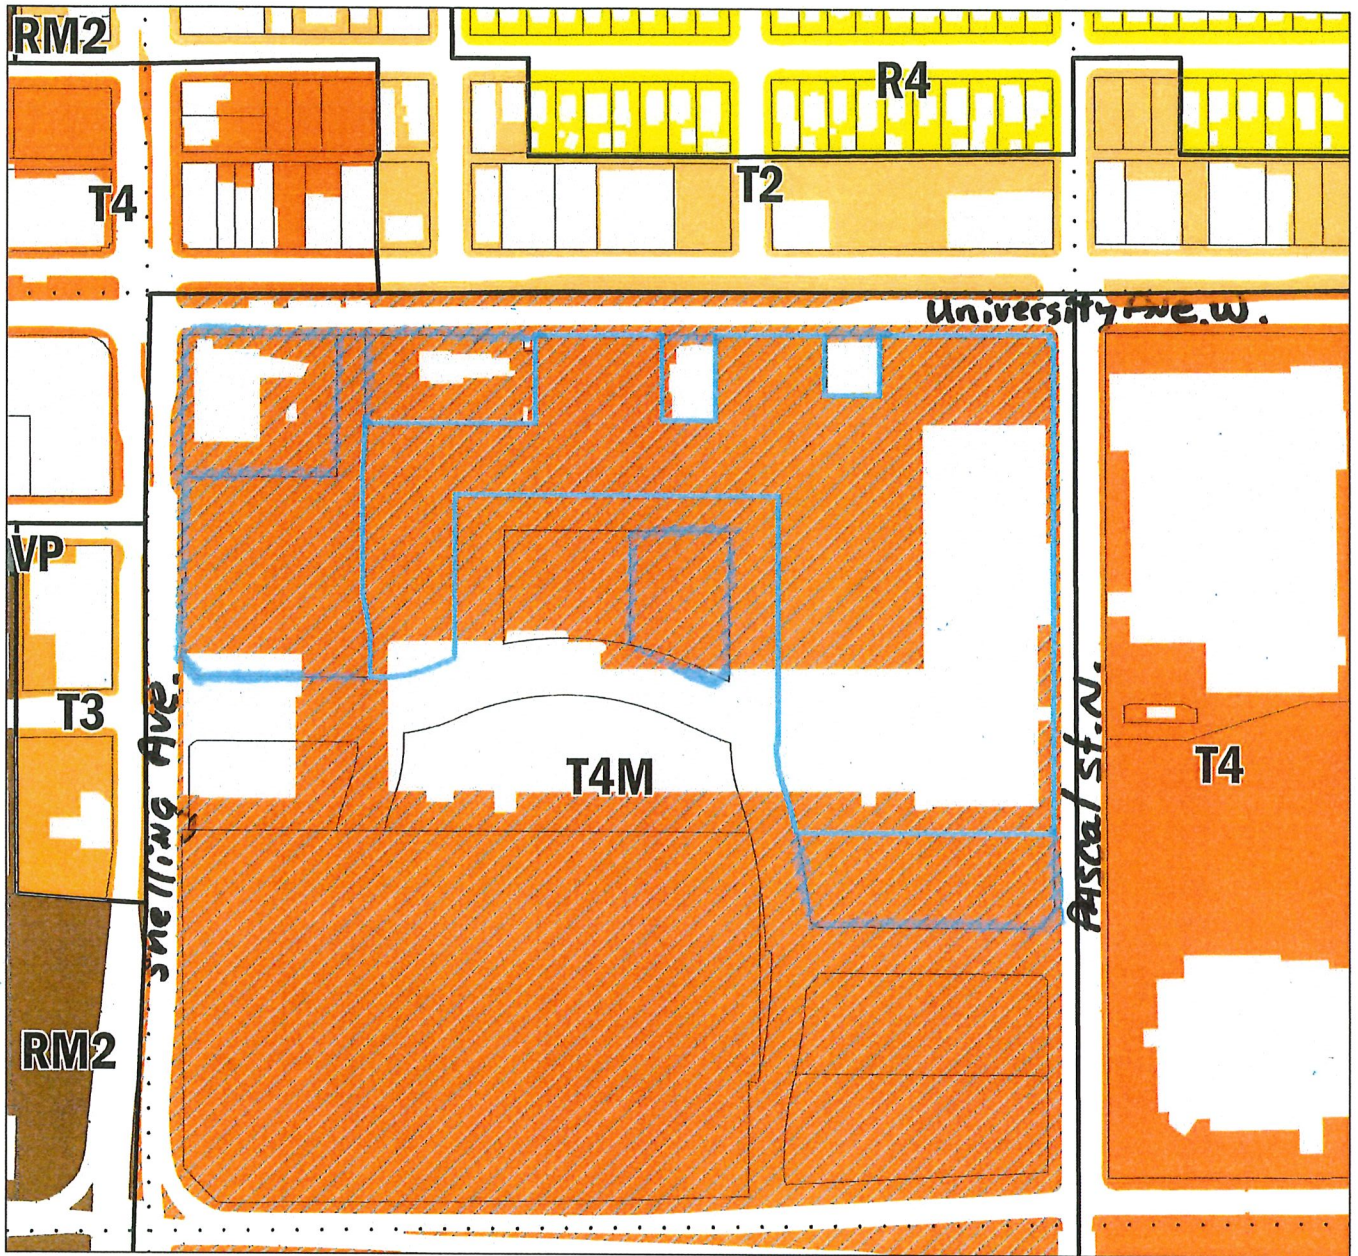 RM2
R4
T4
T2
University Ave. W.
VP
T3
Snelling Ave.
T4M
Pascal St. N.
T4
RM2